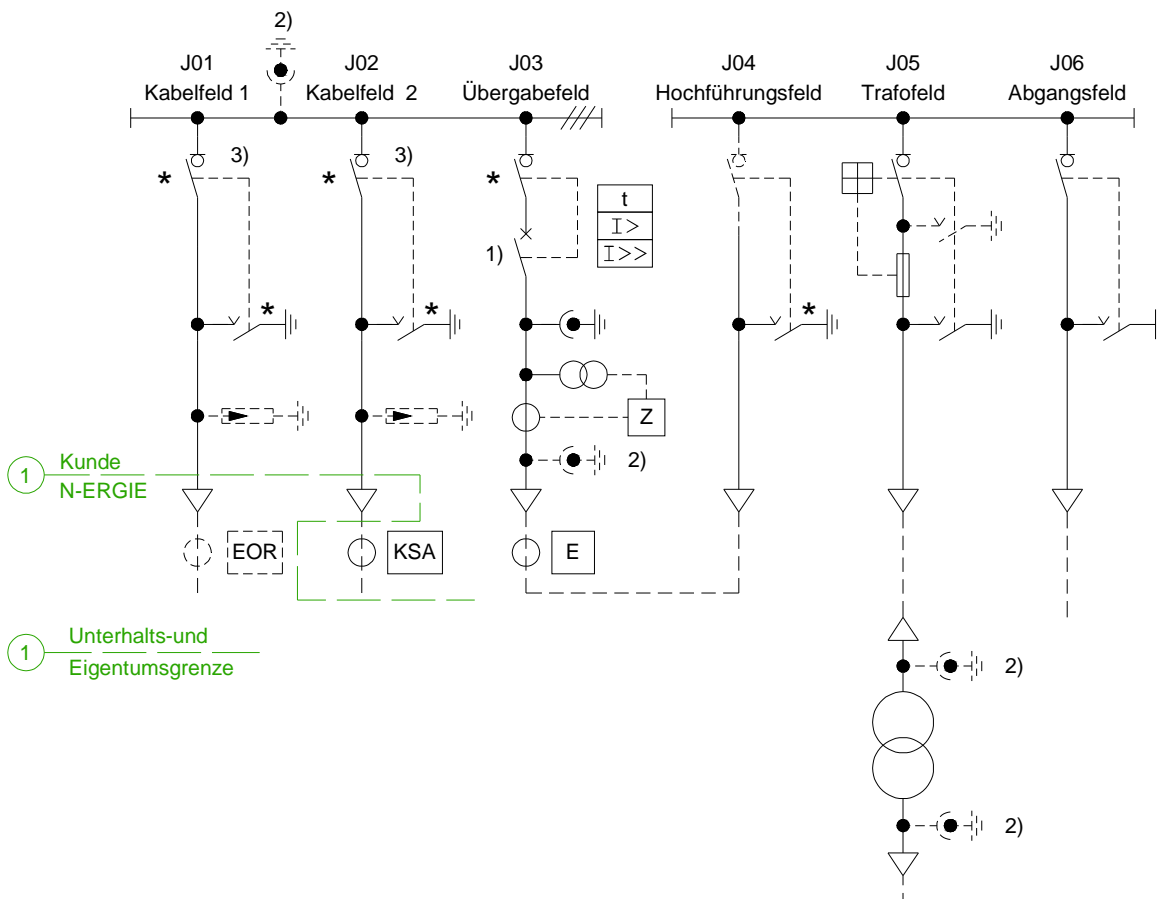 2)
J01
J02
J03
J04
J05
J06
Kabelfeld 1
Kabelfeld 2
Übergabefeld
Hochführungsfeld
Trafofeld
Abgangsfeld
3)
3)
*
*
*
t
I>
I>>
1)
*
*
*
Z
2)
1
Kunde
N-ERGIE
EOR
KSA
E
1
Unterhalts-und
Eigentumsgrenze
2)
2)